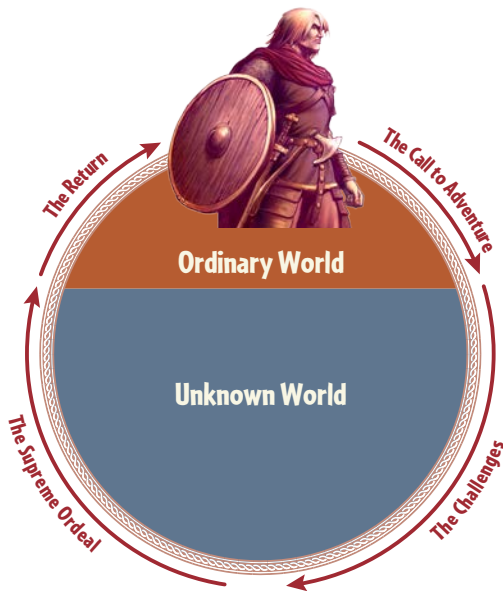 The Call to Adventure
The Return
Ordinary World
Unknown World
The Challenges
The Supreme Ordeal